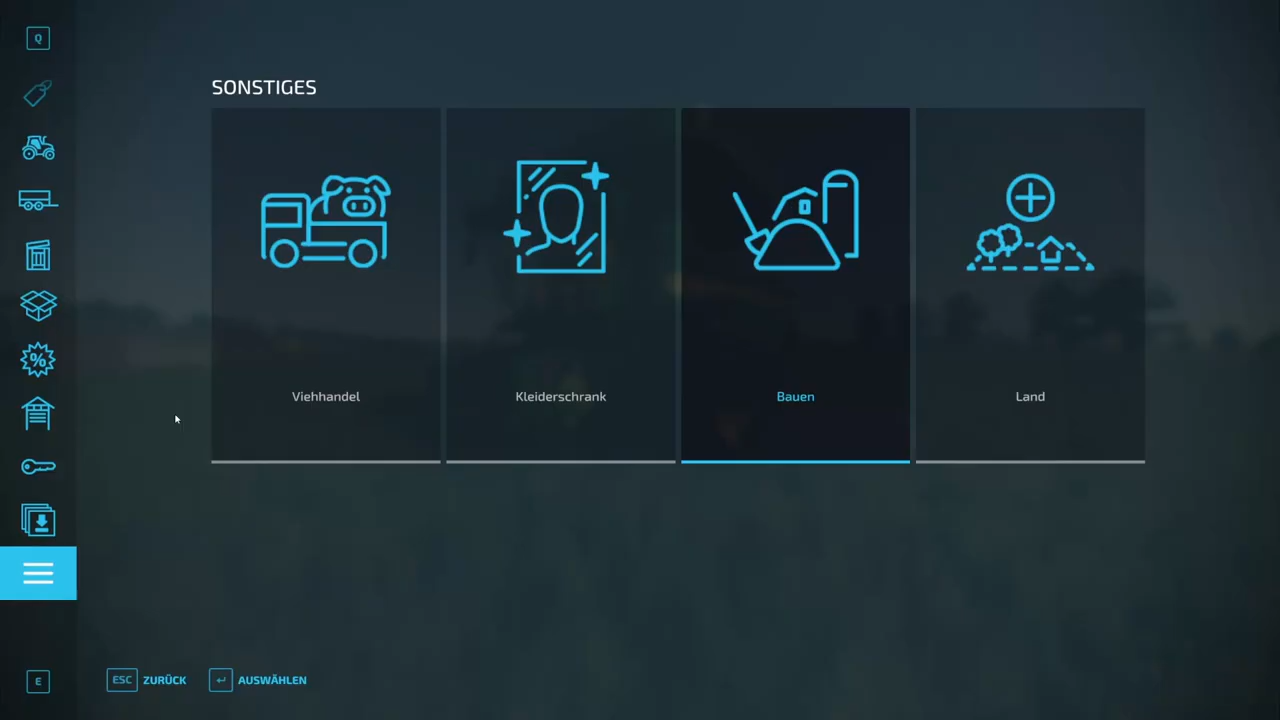 Q
SONSTIGES
%
Viehhandel
Kleiderschrank
Bauen
Land
E
ESC ZURÜCK
↵ AUSWÄHLEN